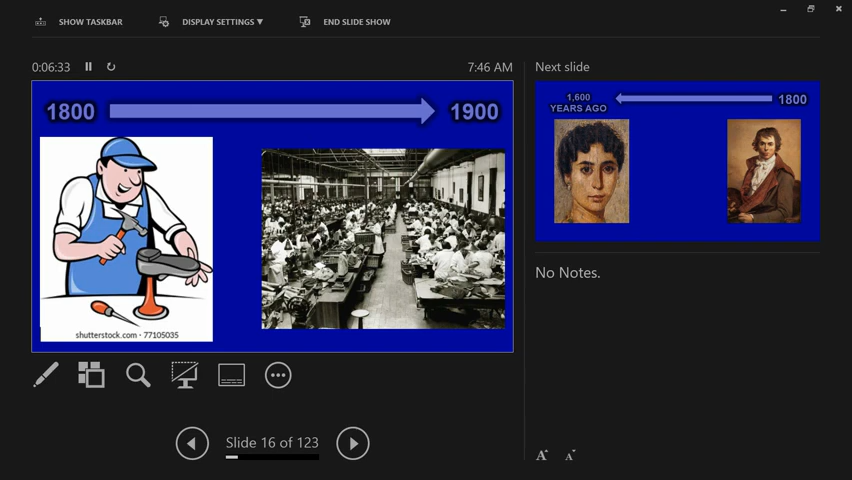 SHOW TASKBAR
DISPLAY SETTINGS ▼
END SLIDE SHOW
0:06:33
7:46 AM
Next slide
1800
1900
shutterstock.com · 77105035
1,600
YEARS AGO
1800
No Notes.
Slide 16 of 123
A A